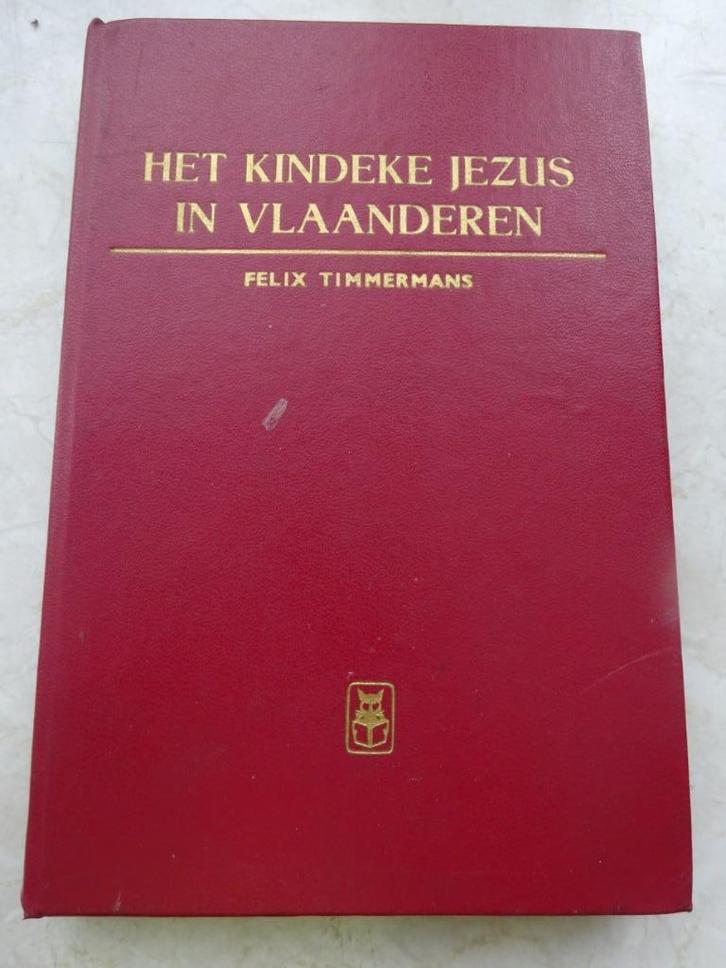 HET KINDEKE JEZUS
IN VLAANDEREN
FELIX TIMMERMANS